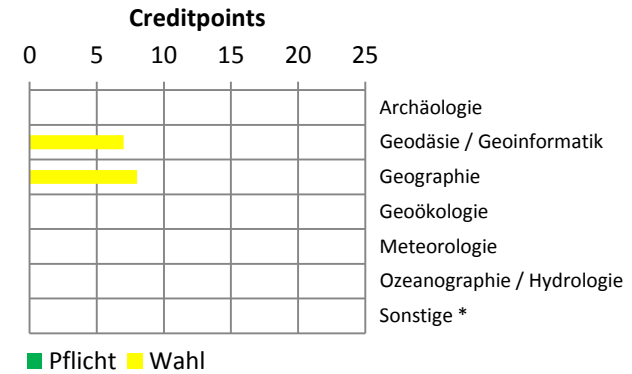 Creditpoints
0 5 10 15 20 25
Archäologie
Geodäsie / Geoinformatik
Geographie
Geoökologie
Meteorologie
Ozeanographie / Hydrologie
Sonstige *
Pflicht Wahl